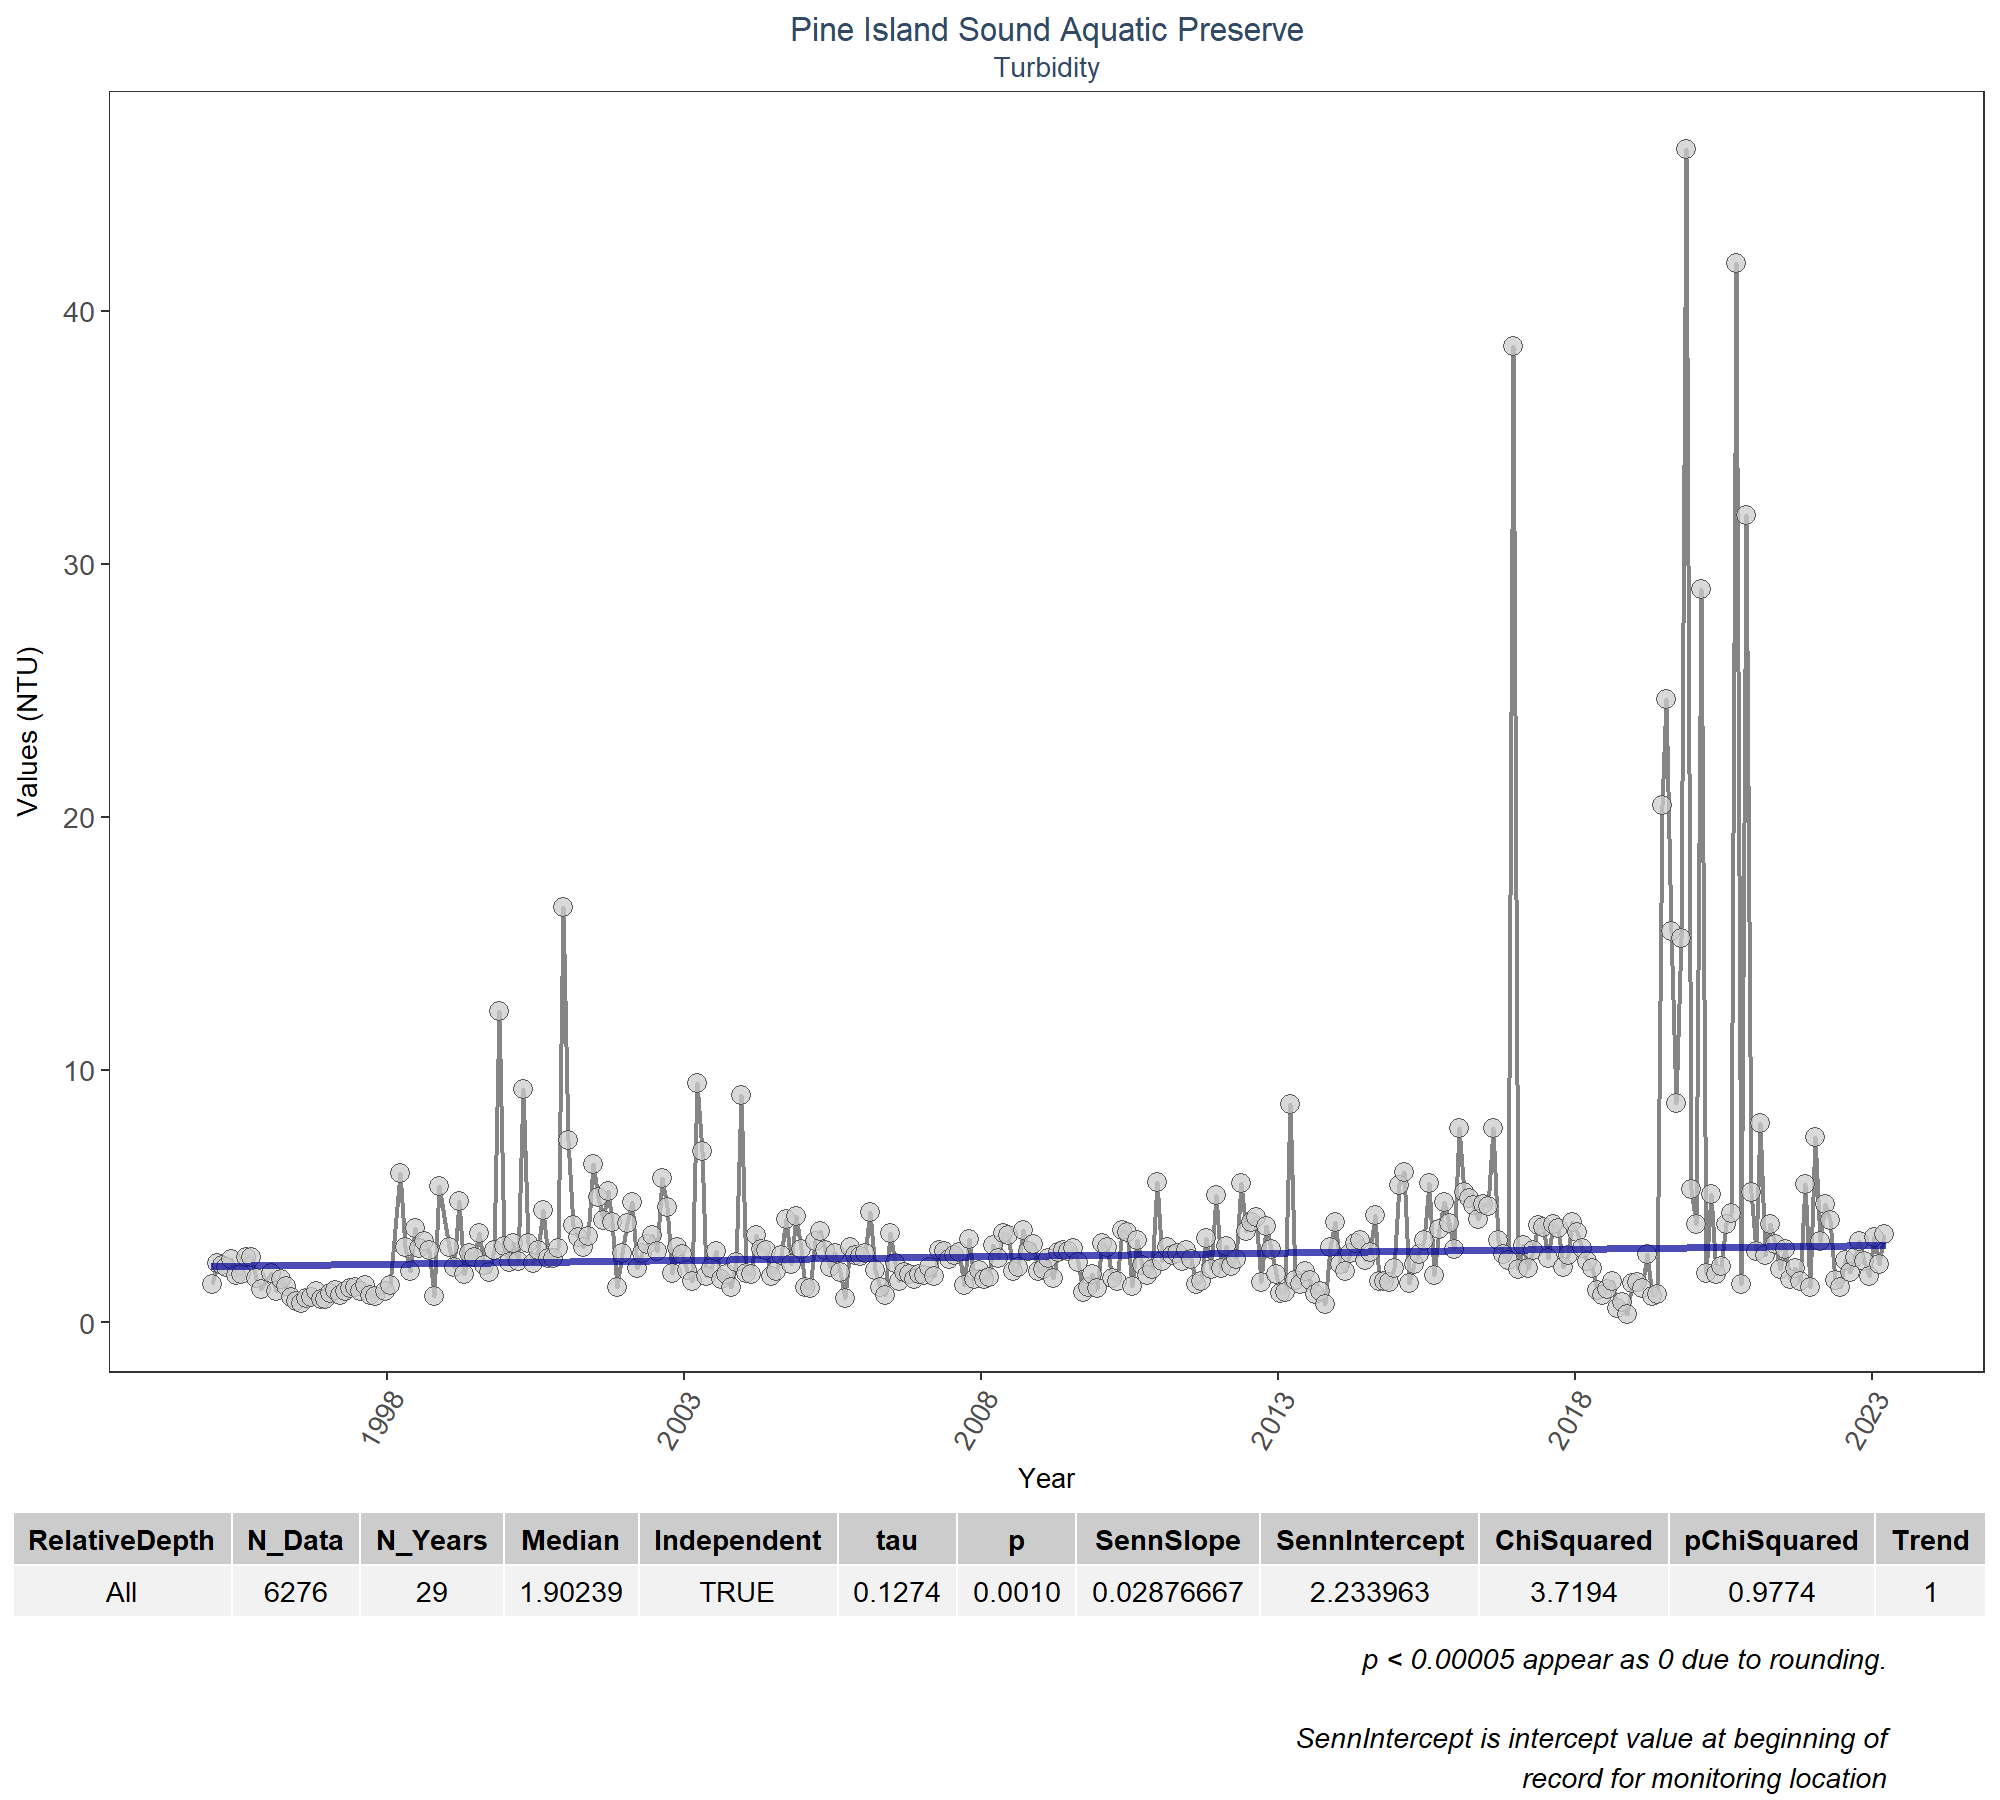 Pine Island Sound Aquatic Preserve
Turbidity
Values (NTU)
40
30
20
10
0
1998 2003 2008 2013 2018 2023
Year
RelativeDepth N_Data N_Years Median Independent tau p SennSlope SennIntercept ChiSquared pChiSquared Trend
All 6276 29 1.90239 TRUE 0.1274 0.0010 0.02876667 2.233963 3.7194 0.9774 1
p < 0.00005 appear as 0 due to rounding.
SennIntercept is intercept value at beginning of
record for monitoring location